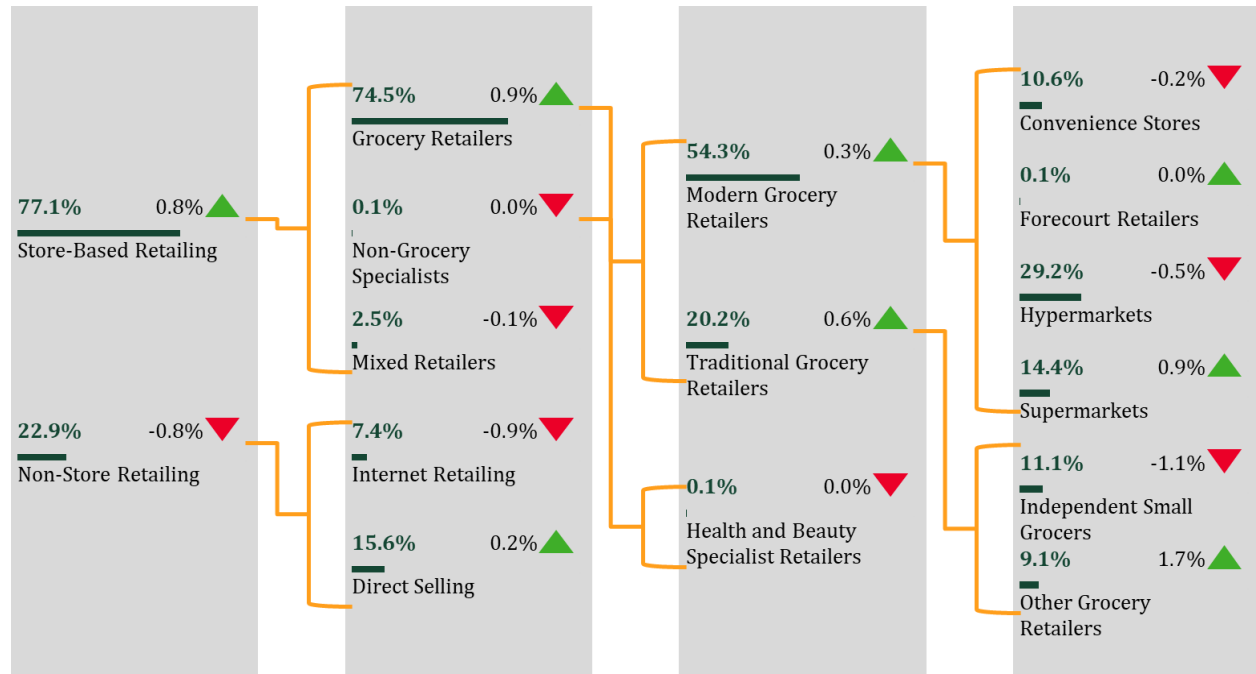 77.1% 0.8%
Store-Based Retailing
22.9% -0.8%
Non-Store Retailing
74.5% 0.9%
Grocery Retailers
0.1% 0.0%
Non-Grocery
Specialists
2.5% -0.1%
Mixed Retailers
7.4% -0.9%
Internet Retailing
15.6% 0.2%
Direct Selling
54.3% 0.3%
Modern Grocery
Retailers
20.2% 0.6%
Traditional Grocery
Retailers
0.1% 0.0%
Health and Beauty
Specialist Retailers
10.6% -0.2%
Convenience Stores
0.1% 0.0%
Forecourt Retailers
29.2% -0.5%
Hypermarkets
14.4% 0.9%
Supermarkets
11.1% -1.1%
Independent Small
Grocers
9.1% 1.7%
Other Grocery
Retailers